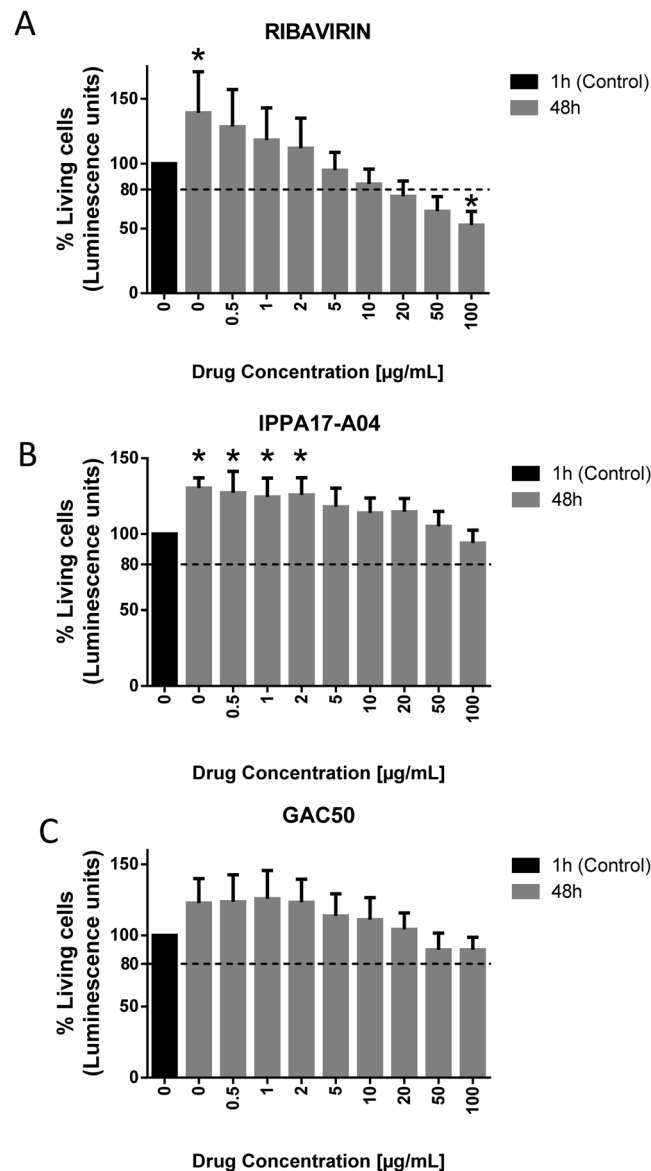 A
RIBAVIRIN
% Living cells
(Luminescence units)
150
100
80
50
0
*
*
0
0
0.5
1
2
5
10
20
50
100
Drug Concentration [µg/mL]
1h (Control)
48h
B
IPPA17-A04
% Living cells
(Luminescence units)
150
100
80
50
0
* * * *
0
0
0.5
1
2
5
10
20
50
100
Drug Concentration [µg/mL]
1h (Control)
48h
C
GAC50
% Living cells
(Luminescence units)
150
100
80
50
0
0
0
0.5
1
2
5
10
20
50
100
Drug Concentration [µg/mL]
1h (Control)
48h